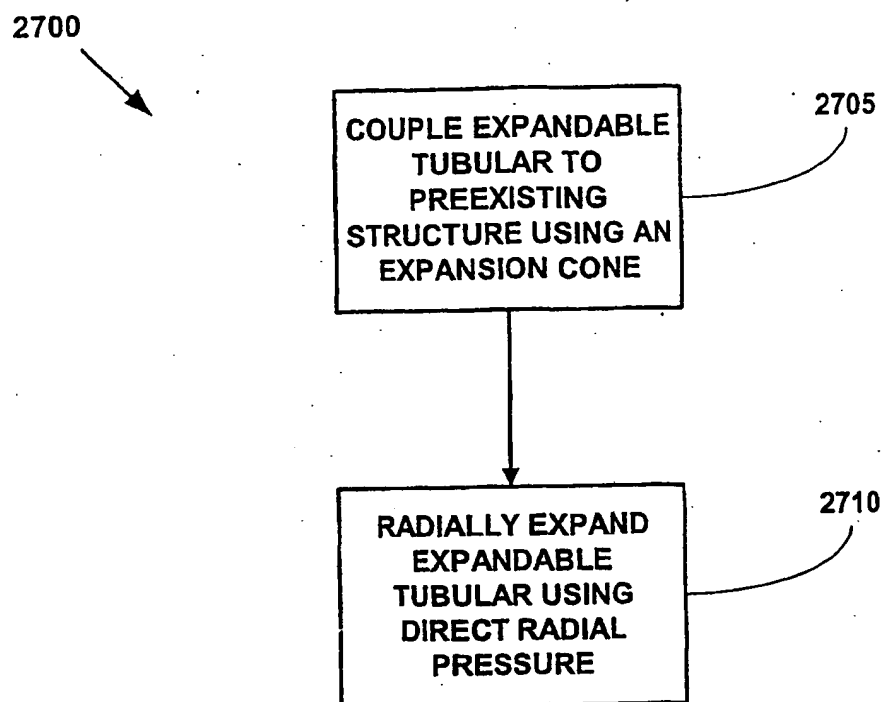 2700
2705
COUPLE EXPANDABLE
TUBULAR TO
PREEXISTING
STRUCTURE USING AN
EXPANSION CONE
2710
RADIALLY EXPAND
EXPANDABLE
TUBULAR USING
DIRECT RADIAL
PRESSURE